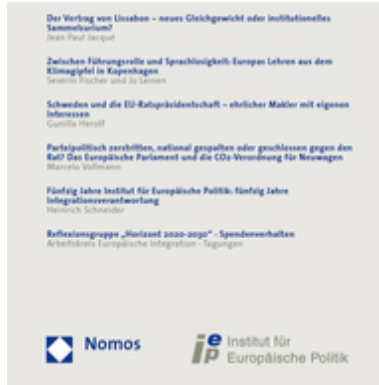 Der Vertrag von Lissabon – neues Gleichgewicht oder institutionelles
Sammelsurium?
Jean Paul Jacqué
Zwischen Führungsrolle und Sprachlosigkeit: Europas Lehren aus dem
Klimagipfel in Kopenhagen
Severin Fischer und Jo Leinen
Schweden und die EU-Ratspräsidentschaft – ehrlicher Makler mit eigenen
Interessen
Gunilla Herolf
Parteipolitisch zerstritten, national gespalten oder geschlossen gegen den
Rat? Das Europäische Parlament und die CO2-Verordnung für Neuwagen
Marcelo Vollmann
Fünfzig Jahre Institut für Europäische Politik: fünfzig Jahre
Integrationsverantwortung
Heinrich Schneider
Reflexionsgruppe „Horizont 2020-2030“ - Spendenverhalten
Arbeitskreis Europäische Integration - Tagungen
Nomos
iep Institut für
Europäische Politik